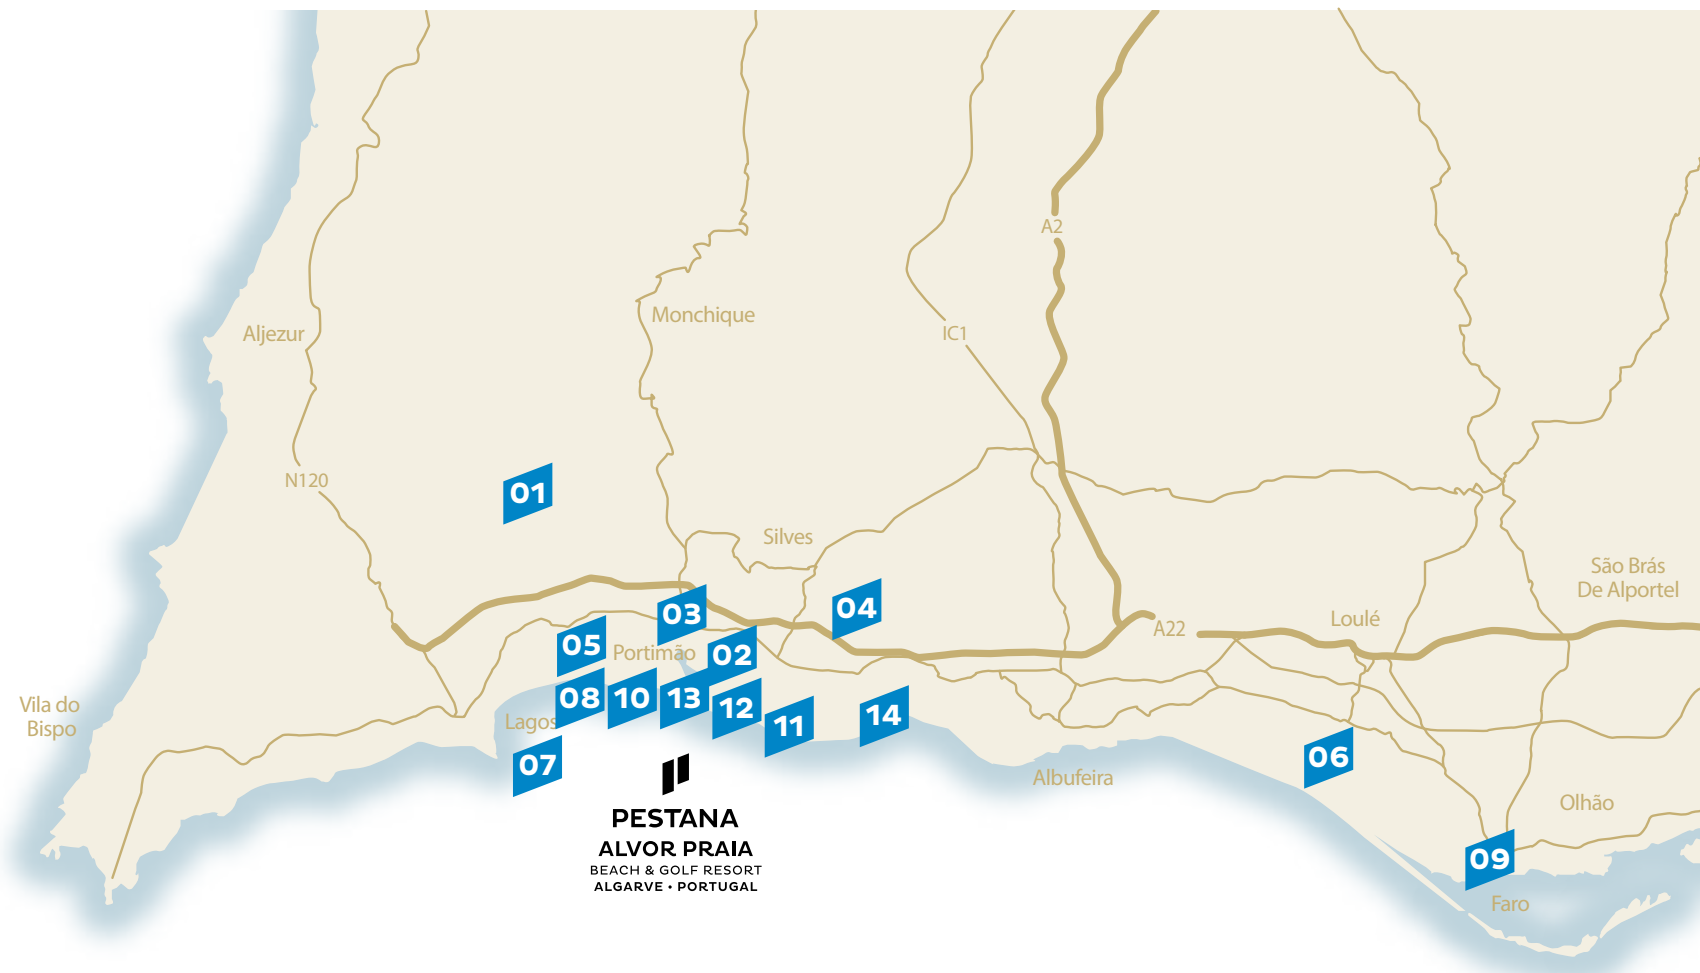 A2
Monchique
Aljezur
IC1
N120
01
Silves
São Brás
De Alportel
03
04
Loulé
A22
05
Portimão
02
08
10
13
12
11
14
Vila do
Bispo
Lagos
07
06
Albufeira
Olhão
09
Faro
PESTANA
ALVOR PRAIA
BEACH & GOLF RESORT
ALGARVE • PORTUGAL